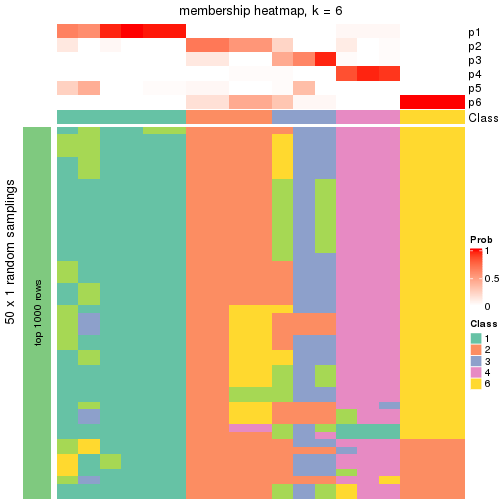 membership heatmap, k = 6
p1
p2
p3
p4
p5
p6
Class
50 x 1 random samplings
top 1000 rows
Prob
1
0.5
0
Class
1
2
3
4
6